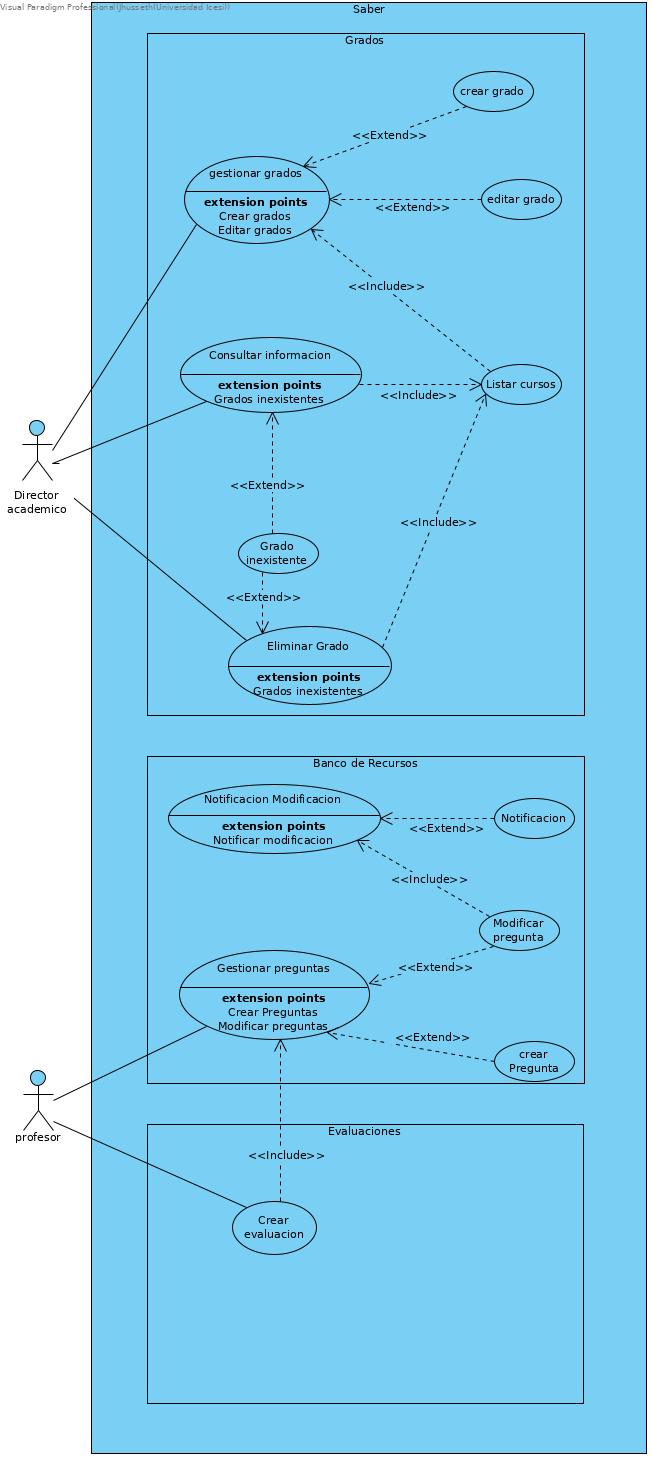 Visual Paradigm Professional(Jhusseth(Universidad Icesi))
Saber
Grados
crear grado
<<Extend>>
gestionar grados
extension points
Crear grados
Editar grados
editar grado
<<Extend>>
<<Include>>
Consultar informacion
extension points
Grados inexistentes
Listar cursos
<<Include>>
Director
academico
<<Extend>>
<<Include>>
Grado
inexistente
<<Extend>>
Eliminar Grado
extension points
Grados inexistentes
Banco de Recursos
Notificacion Modificacion
extension points
Notificar modificacion
Notificacion
<<Extend>>
<<Include>>
Modificar
pregunta
Gestionar preguntas
extension points
Crear Preguntas
Modificar preguntas
<<Extend>>
<<Extend>>
crear
Pregunta
profesor
Evaluaciones
<<Include>>
Crear
evaluacion